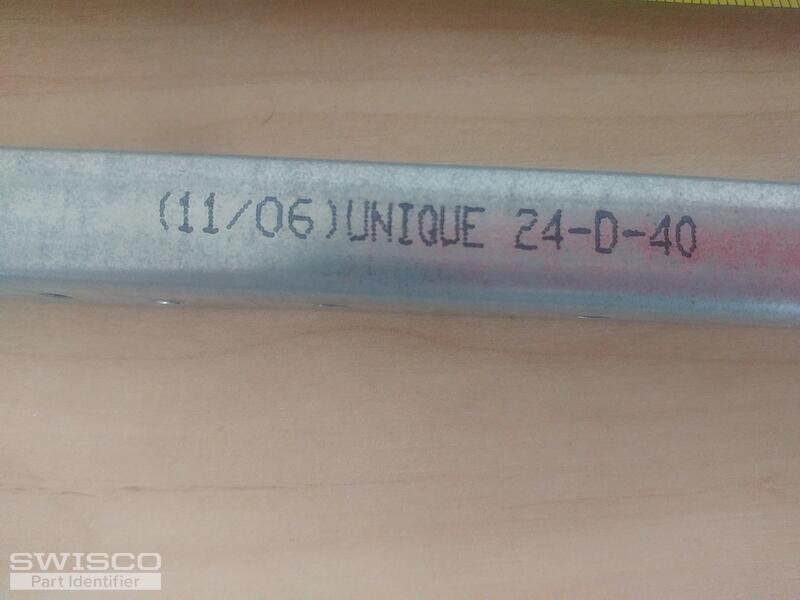 (11/06)UNIQUE 24-D-40
SWISCO
Part Identifier